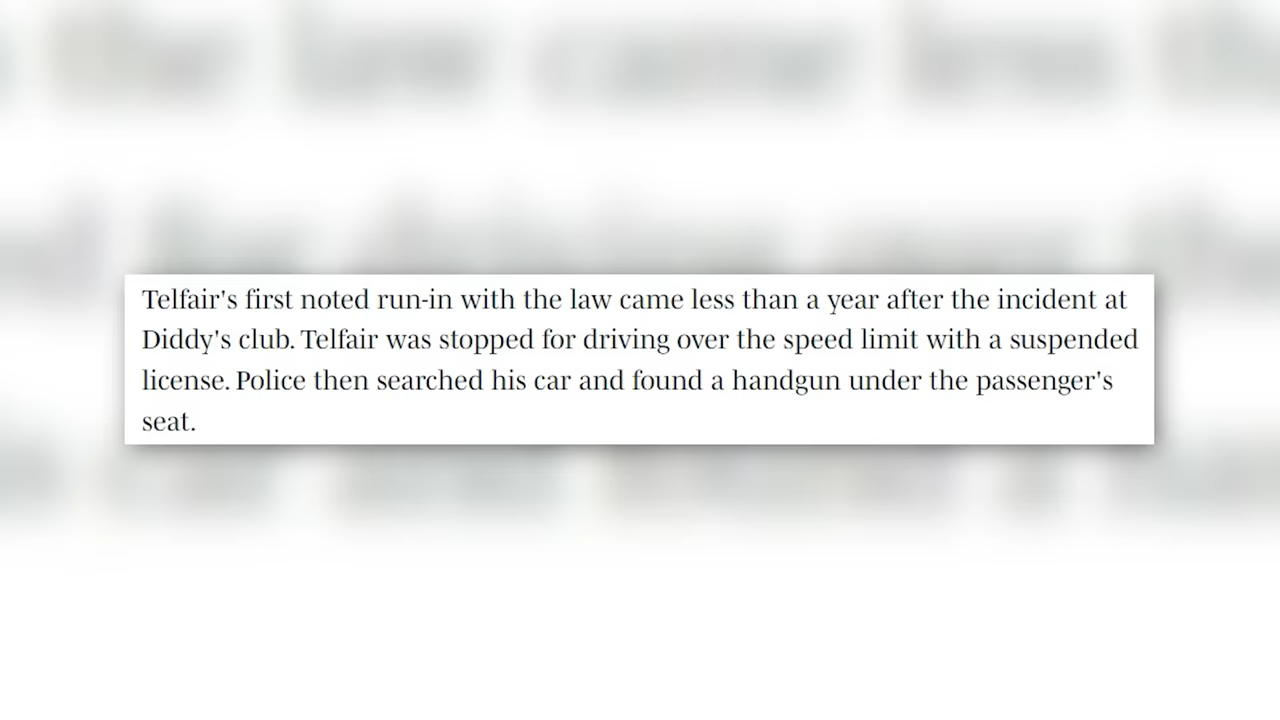 Telfair's first noted run-in with the law came less than a year after the incident at
Diddy's club. Telfair was stopped for driving over the speed limit with a suspended
license. Police then searched his car and found a handgun under the passenger's
seat.